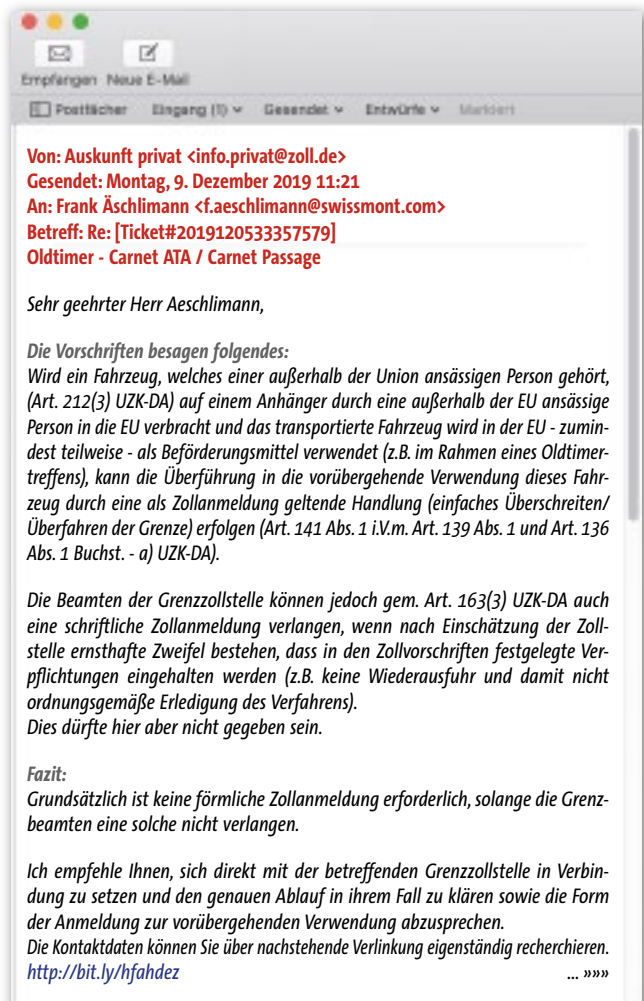 Empfangen Neue E-Mail
Postfächer Eingang (1) Gesendet Entwürfe Markiert
Von: Auskunft privat <info.privat@zoll.de>
Gesendet: Montag, 9. Dezember 2019 11:21
An: Frank Äschlimann <f.aeschlimann@swissmont.com>
Betreff: Re: [Ticket#2019120533357579]
Oldtimer - Carnet ATA / Carnet Passage
Sehr geehrter Herr Aeschlimann,
Die Vorschriften besagen folgendes:
Wird ein Fahrzeug, welches einer außerhalb der Union ansässigen Person gehört,
(Art. 212(3) UZK-DA) auf einem Anhänger durch eine außerhalb der EU ansässige
Person in die EU verbracht und das transportierte Fahrzeug wird in der EU - zumin-
dest teilweise - als Beförderungsmittel verwendet (z.B. im Rahmen eines Oldtimer-
treffens), kann die Überführung in die vorübergehende Verwendung dieses Fahr-
zeug durch eine als Zollanmeldung geltende Handlung (einfaches Überschreiten/
Überfahren der Grenze) erfolgen (Art. 141 Abs. 1 i.V.m. Art. 139 Abs. 1 und Art. 136
Abs. 1 Buchst. - a) UZK-DA).
Die Beamten der Grenzzollstelle können jedoch gem. Art. 163(3) UZK-DA auch
eine schriftliche Zollanmeldung verlangen, wenn nach Einschätzung der Zoll-
stelle ernsthafte Zweifel bestehen, dass in den Zollvorschriften festgelegte Ver-
pflichtungen eingehalten werden (z.B. keine Wiederausfuhr und damit nicht
ordnungsgemäße Erledigung des Verfahrens).
Dies dürfte hier aber nicht gegeben sein.
Fazit:
Grundsätzlich ist keine förmliche Zollanmeldung erforderlich, solange die Grenz-
beamten eine solche nicht verlangen.
Ich empfehle Ihnen, sich direkt mit der betreffenden Grenzzollstelle in Verbin-
dung zu setzen und den genauen Ablauf in ihrem Fall zu klären sowie die Form
der Anmeldung zur vorübergehenden Verwendung abzusprechen.
Die Kontaktdaten können Sie über nachstehende Verlinkung eigenständig recherchieren.
http://bit.ly/hfahdez ... »»»